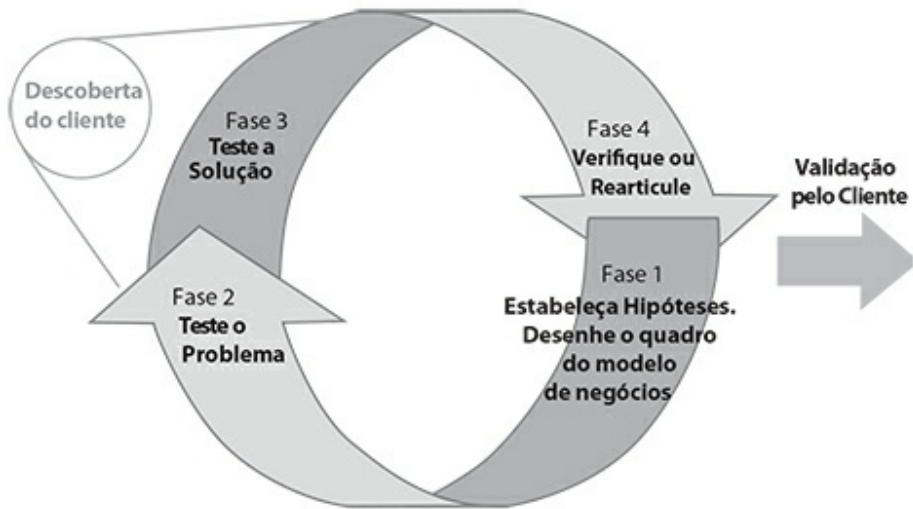 Descoberta
do cliente
Fase 3
Teste a
Solução
Fase 4
Verifique ou
Rearticule
Validação
pelo Cliente
Fase 2
Teste o
Problema
Fase 1
Estabeleça Hipóteses.
Desenhe o quadro
do modelo
de negócios